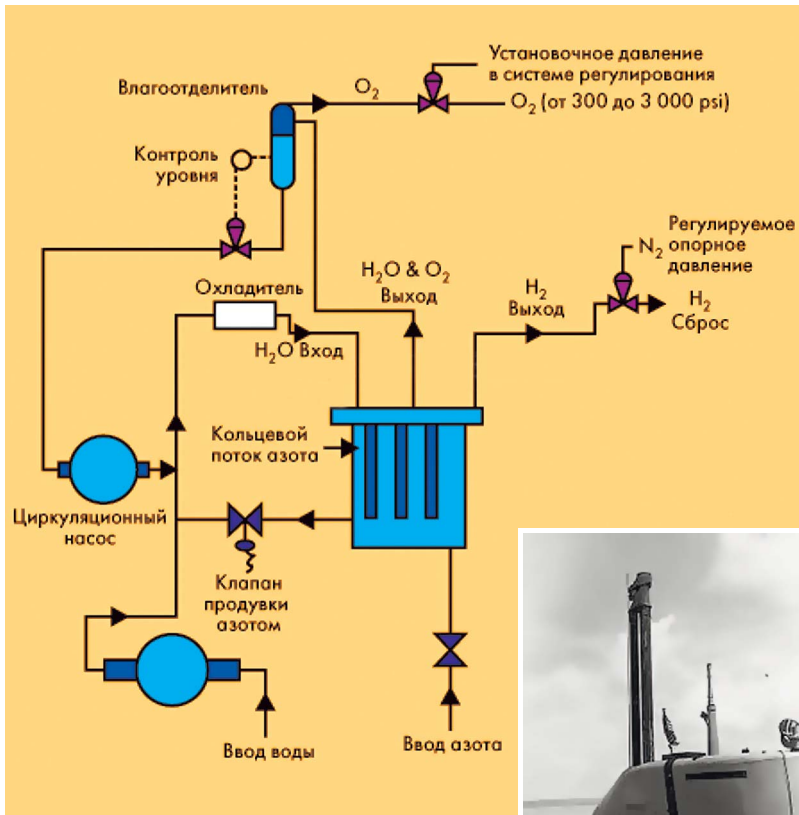 Установочное давление
в системе регулирования
Влагоотделитель
O₂
O₂ (от 300 до 3 000 psi)
Контроль
уровня
Регулируемое
опорное
давление
N₂
H₂O & O₂
Выход
H₂
Выход
H₂
Сброс
Охладитель
H₂O Вход
Кольцевой
поток азота
Циркуляционный
насос
Клапан
продувки
азотом
Ввод воды
Ввод азота